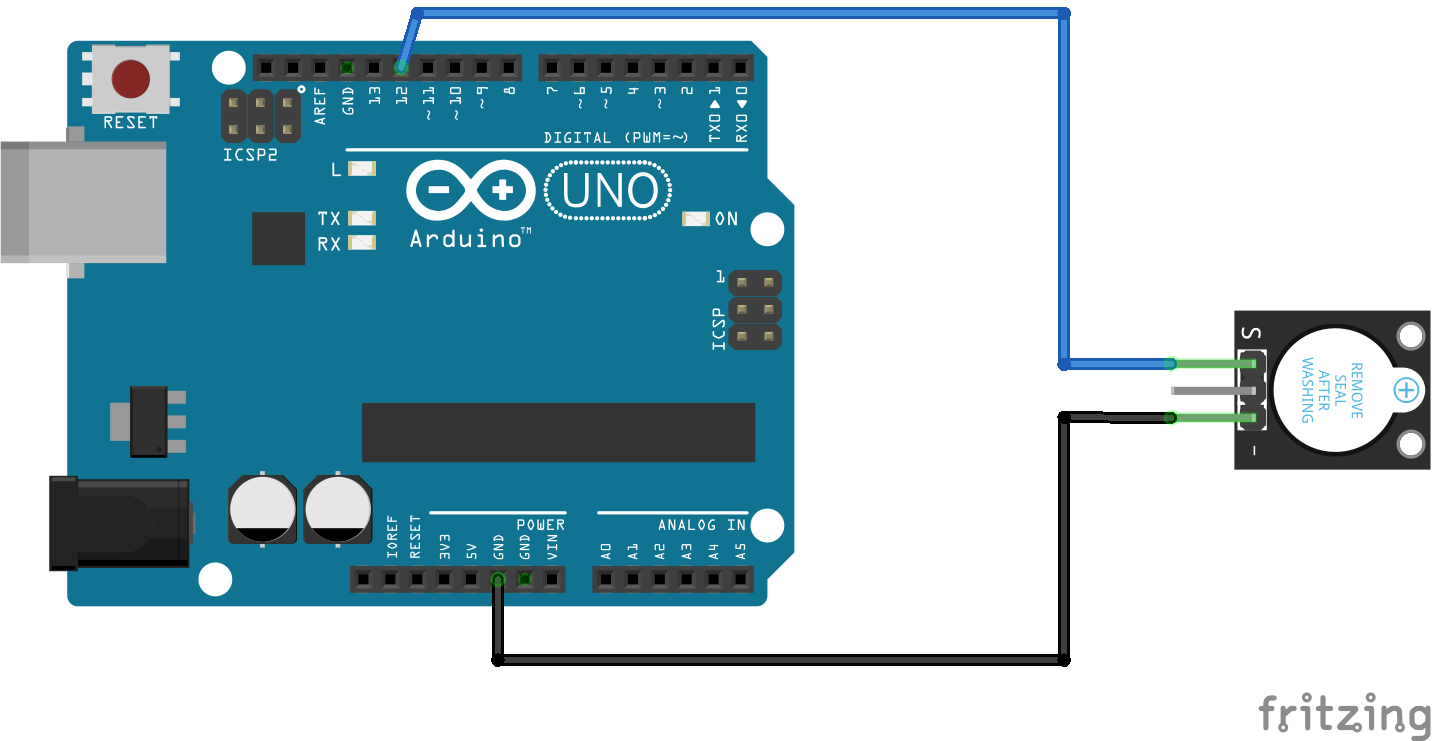 RESET
ICSP2
AREF
GND
13
12
~11
~10
~9
8
7
~6
~5
4
~3
2
TX0▶1
RX0◀0
DIGITAL (PWM=~)
L
TX
RX
UNO
Arduino™
ON
1
ICSP
S
REMOVE
SEAL
AFTER
WASHING
-
POWER
ANALOG IN
IOREF
RESET
3V3
5V
GND
GND
VIN
A0
A1
A2
A3
A4
A5
fritzing